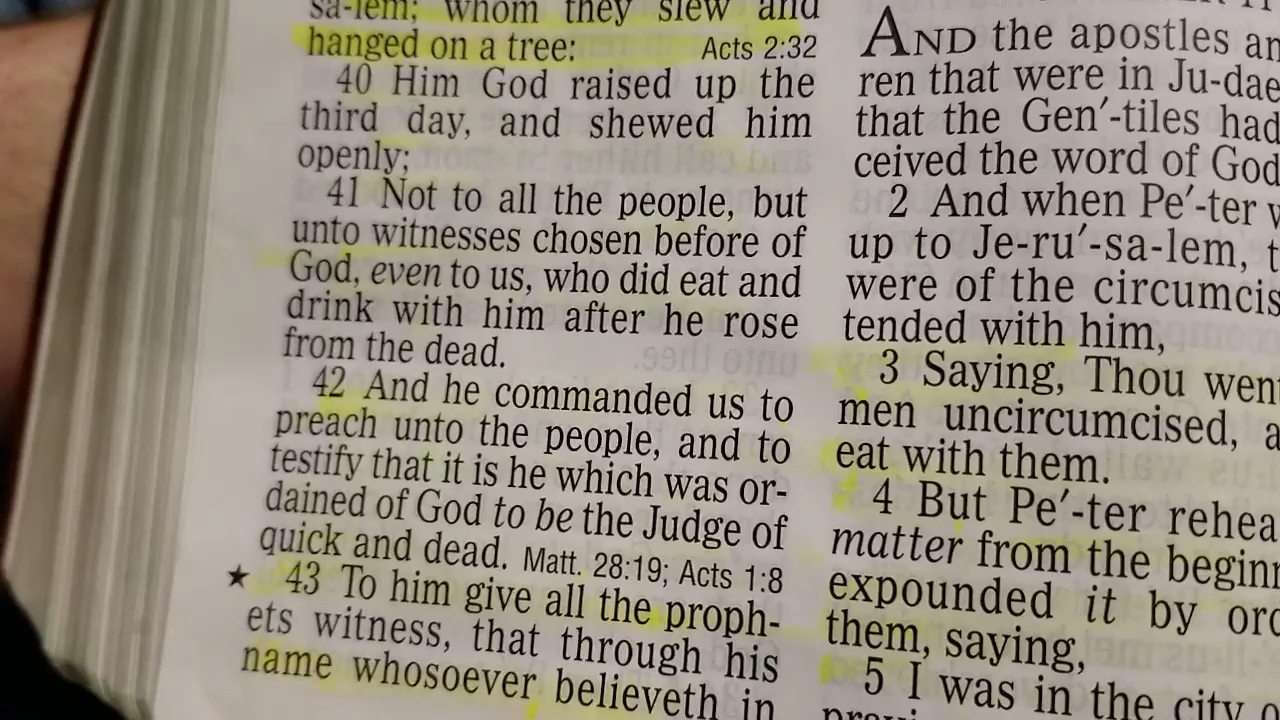 sa-lem; whom they slew and
hanged on a tree: Acts 2:32
40 Him God raised up the
third day, and shewed him
openly;
41 Not to all the people, but
unto witnesses chosen before of
God, even to us, who did eat and
drink with him after he rose
from the dead.
42 And he commanded us to
preach unto the people, and to
testify that it is he which was or-
dained of God to be the Judge of
quick and dead. Matt. 28:19; Acts 1:8
★ 43 To him give all the proph-
ets witness, that through his
name whosoever believeth in
AND the apostles an
ren that were in Ju-dae
that the Gen′-tiles had
ceived the word of God
2 And when Pe′-ter
up to Je-ru′-sa-lem, t
were of the circumcis
tended with him,
3 Saying, Thou went
men uncircumcised, a
eat with them.
4 But Pe′-ter rehea
matter from the beginn
expounded it by ord
them, saying,
5 I was in the city o